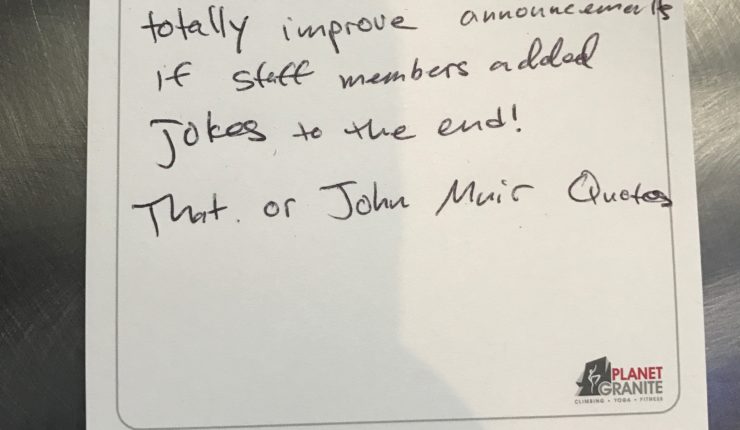 totally improve announcements
if staff members added
Jokes to the end!
That. or John Muir Quotes
PLANET
GRANITE
CLIMBING • YOGA • FITNESS